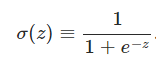 σ(z) ≡ 1 / (1 + e^{-z}).